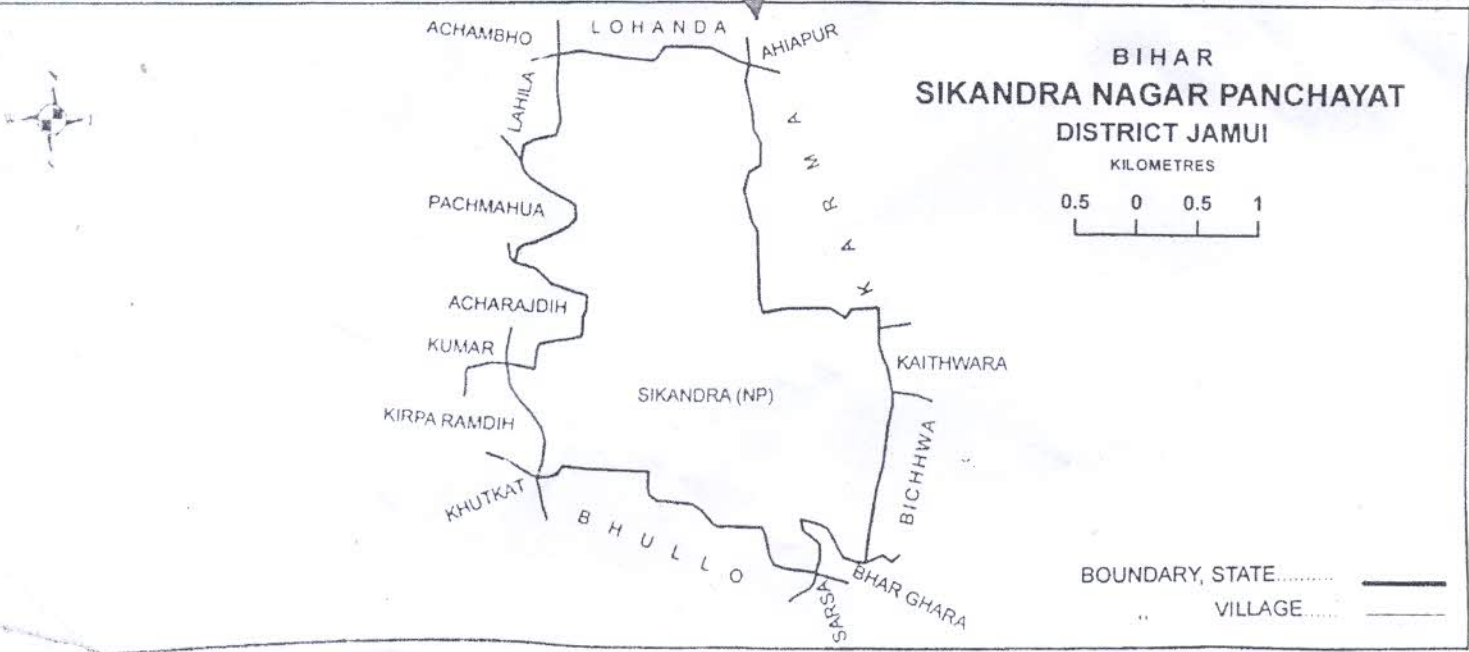 BIHAR
SIKANDRA NAGAR PANCHAYAT
DISTRICT JAMUI
KILOMETRES
0.5 0 0.5 1
ACHAMBHO
LOHANDA
AHIAPUR
LAHILA
KARMA
PACHMAHUA
ACHARAJDIH
KUMAR
KAITHWARA
SIKANDRA (NP)
KIRPA RAMDIH
BICHHWA
KHUTKAT
BHULLO
BHAR GHARA
SARSA
BOUNDARY, STATE..........
,, VILLAGE......